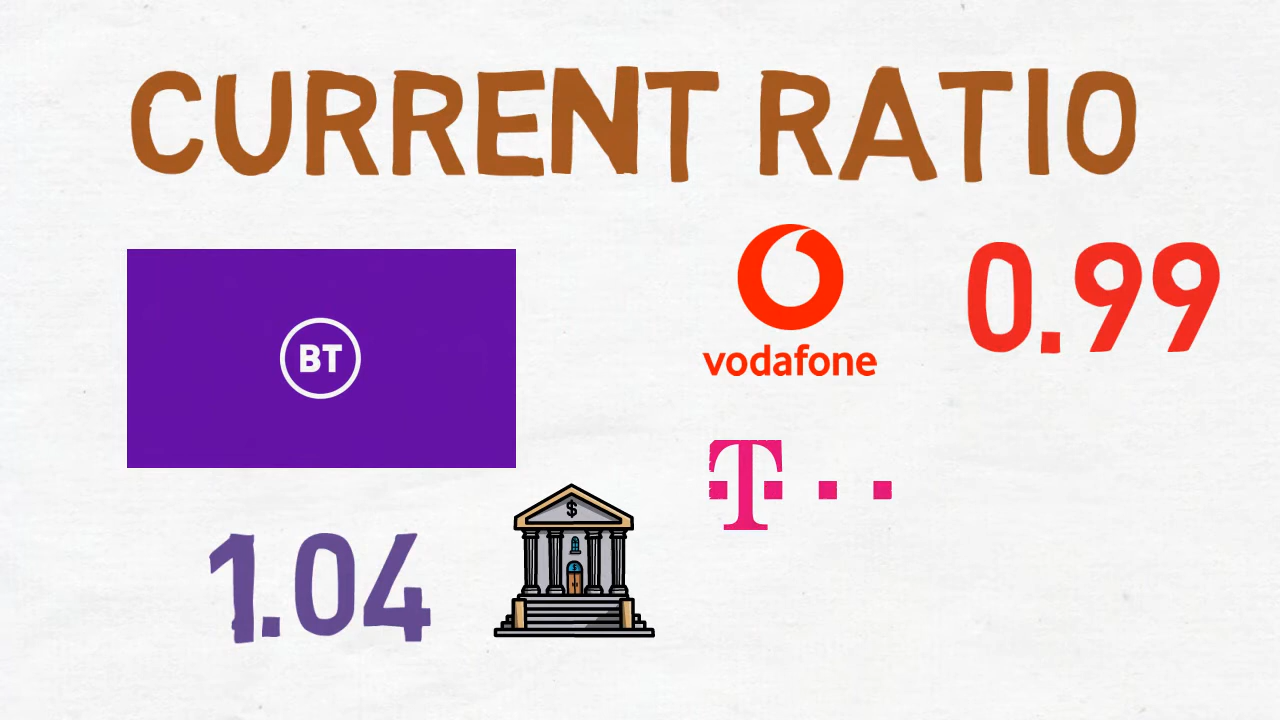 CURRENT RATIO
BT
vodafone
0.99
T
$
1.04